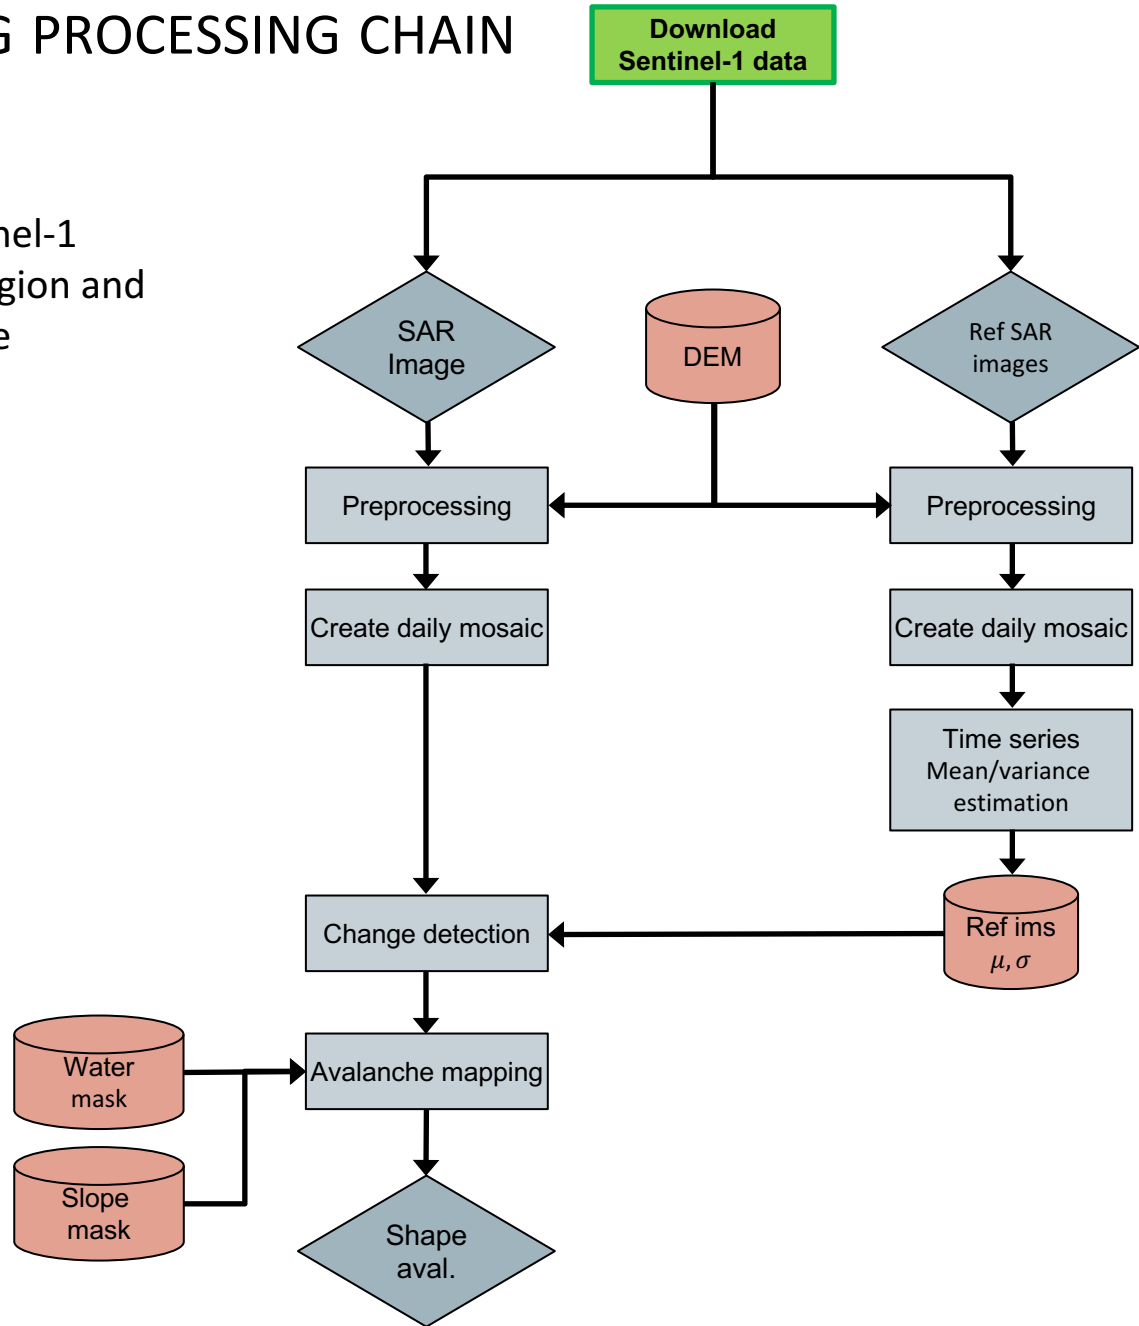 G PROCESSING CHAIN
Download
Sentinel-1 data
nel-1
gion and
e
SAR
Image
DEM
Ref SAR
images
Preprocessing
Preprocessing
Create daily mosaic
Create daily mosaic
Time series
Mean/variance
estimation
Change detection
Ref ims
μ, σ
Water
mask
Avalanche mapping
Slope
mask
Shape
aval.